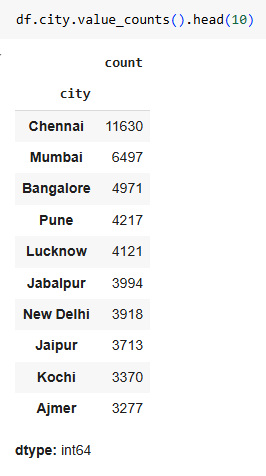 df.city.value_counts().head(10)
count
city
Chennai 11630
Mumbai 6497
Bangalore 4971
Pune 4217
Lucknow 4121
Jabalpur 3994
New Delhi 3918
Jaipur 3713
Kochi 3370
Ajmer 3277
dtype: int64